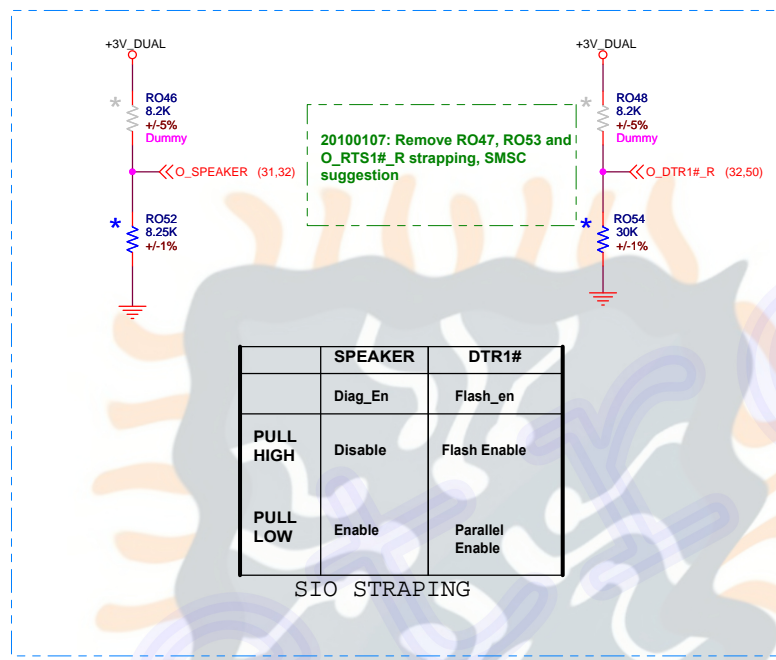 +3V_DUAL
RO46
8.2K
+/-5%
Dummy
O_SPEAKER (31,32)
RO52
8.25K
+/-1%
20100107: Remove RO47, RO53 and
O_RTS1#_R strapping, SMSC
suggestion
+3V_DUAL
RO48
8.2K
+/-5%
Dummy
O_DTR1#_R (32,50)
RO54
30K
+/-1%
SPEAKER DTR1#
Diag_En Flash_en
PULL
HIGH
Disable Flash Enable
PULL
LOW
Enable Parallel
Enable
SIO STRAPING